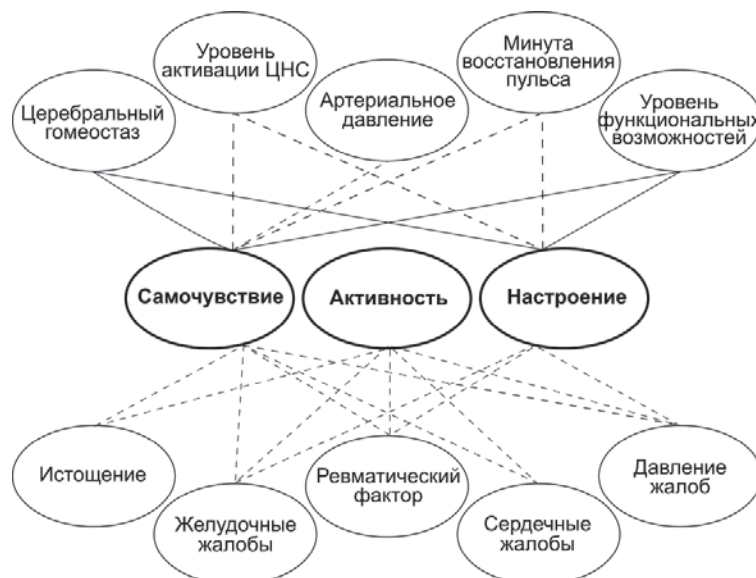 Уровень
активации ЦНС
Минута
восстановления
пульса
Церебральный
гомеостаз
Артериальное
давление
Уровень
функциональных
возможностей
Самочувствие
Активность
Настроение
Истощение
Желудочные
жалобы
Ревматический
фактор
Сердечные
жалобы
Давление
жалоб